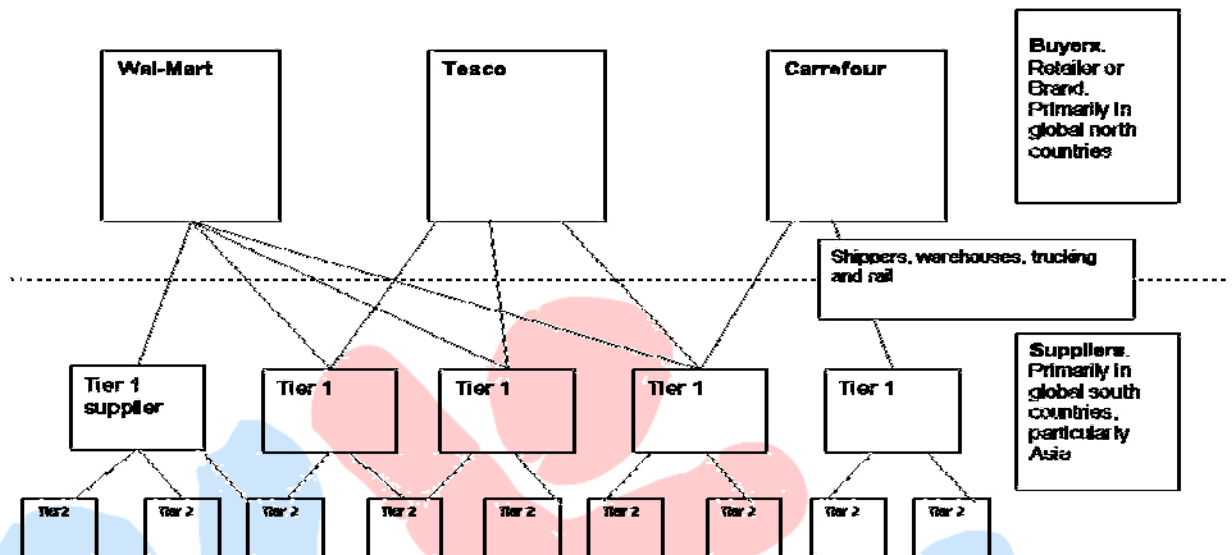 Wal-Mart
Tesco
Carrefour
Buyers.
Retailer or
Brand.
Primarily in
global north
countries
Shippers, warehouses, trucking
and rail
Suppliers.
Primarily in
global south
countries,
particularly
Asia
Tier 1
supplier
Tier 1
Tier 1
Tier 1
Tier 1
Tier 2
Tier 2
Tier 2
Tier 2
Tier 2
Tier 2
Tier 2
Tier 2
Tier 2